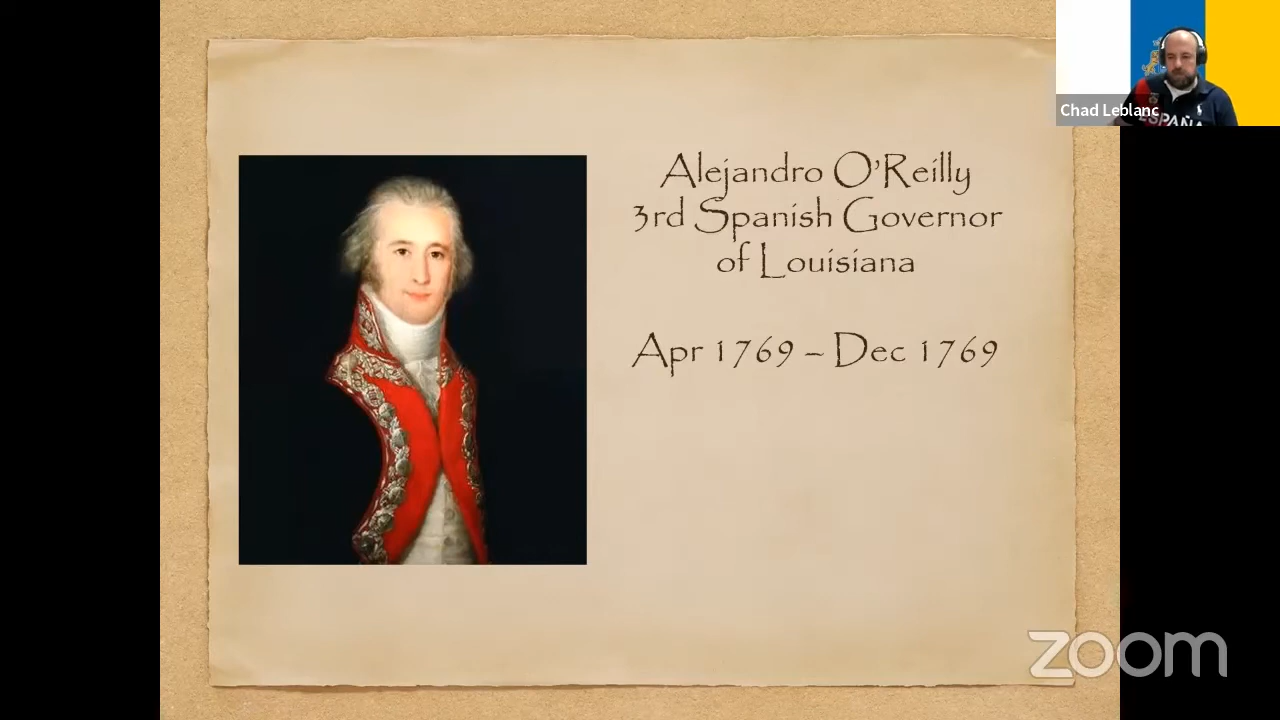 Alejandro O'Reilly
3rd Spanish Governor
of Louisiana
Apr 1769 – Dec 1769
Chad Leblanc
ESPAÑA
zoom